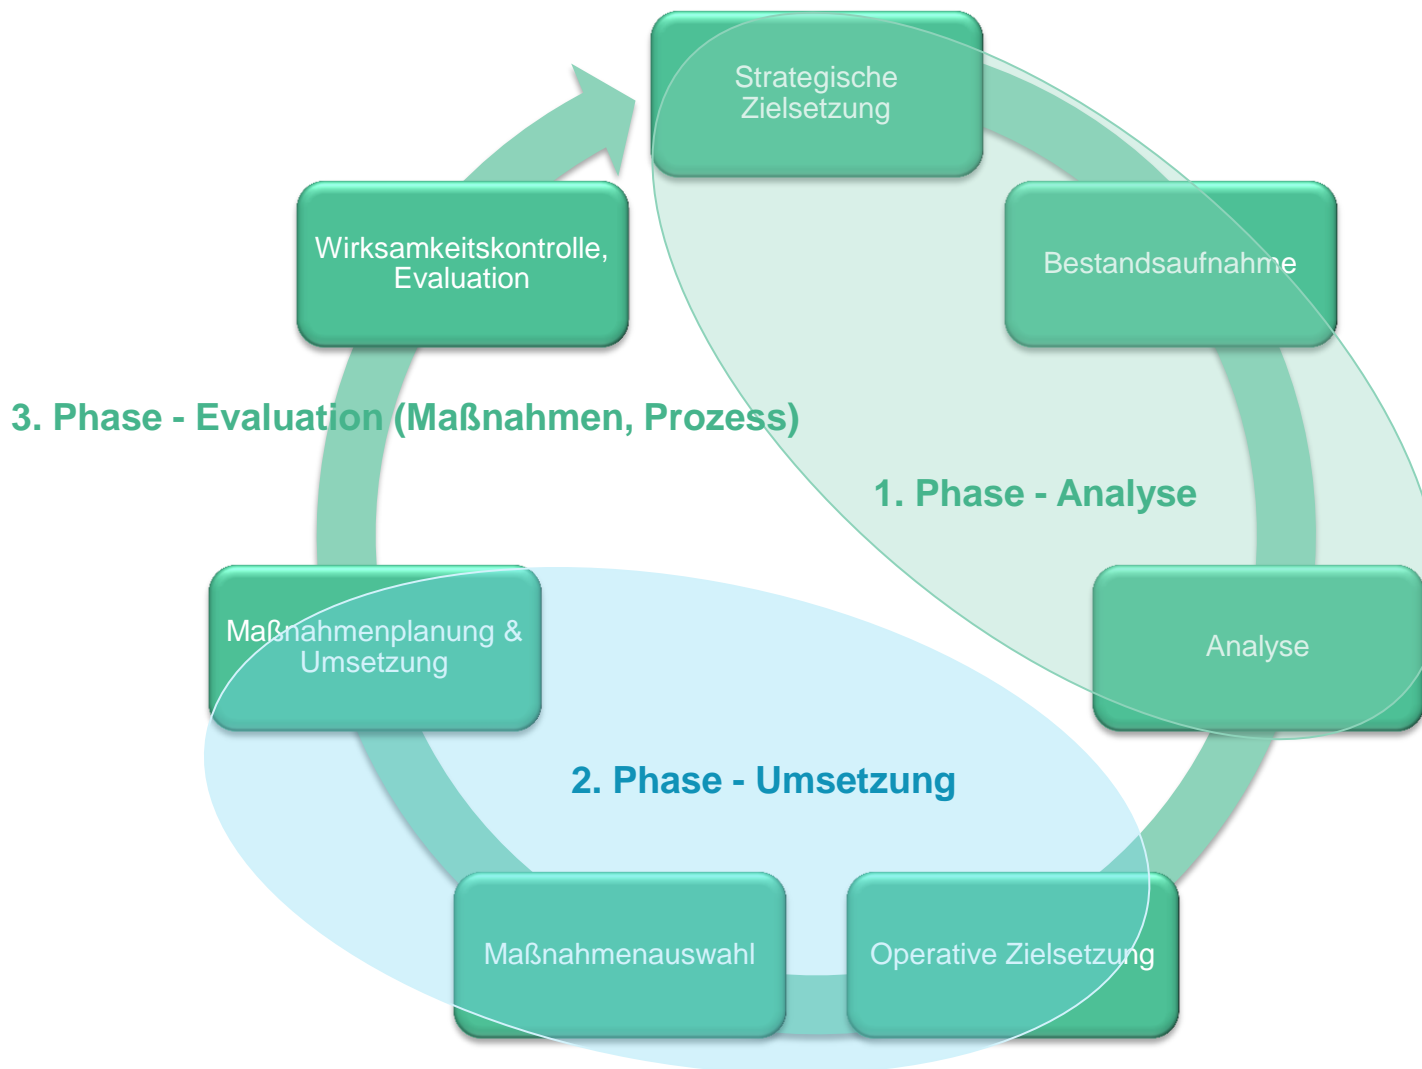 Strategische
Zielsetzung
Bestandsaufnahme
Wirksamkeitskontrolle,
Evaluation
3. Phase - Evaluation (Maßnahmen, Prozess)
1. Phase - Analyse
Analyse
Maßnahmenplanung &
Umsetzung
2. Phase - Umsetzung
Maßnahmenauswahl
Operative Zielsetzung